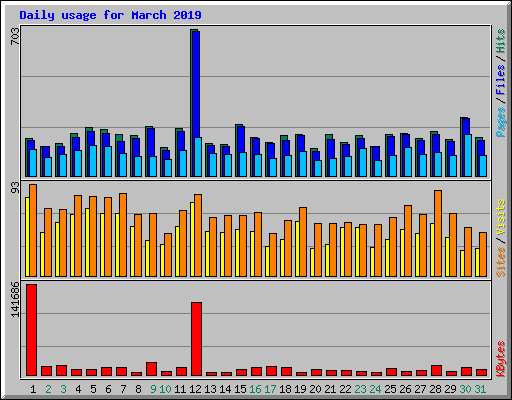 Daily usage for March 2019
703
Pages / Files / Hits
93
Sites / Visits
141686
KBytes
1 2 3 4 5 6 7 8 9 10 11 12 13 14 15 16 17 18 19 20 21 22 23 24 25 26 27 28 29 30 31